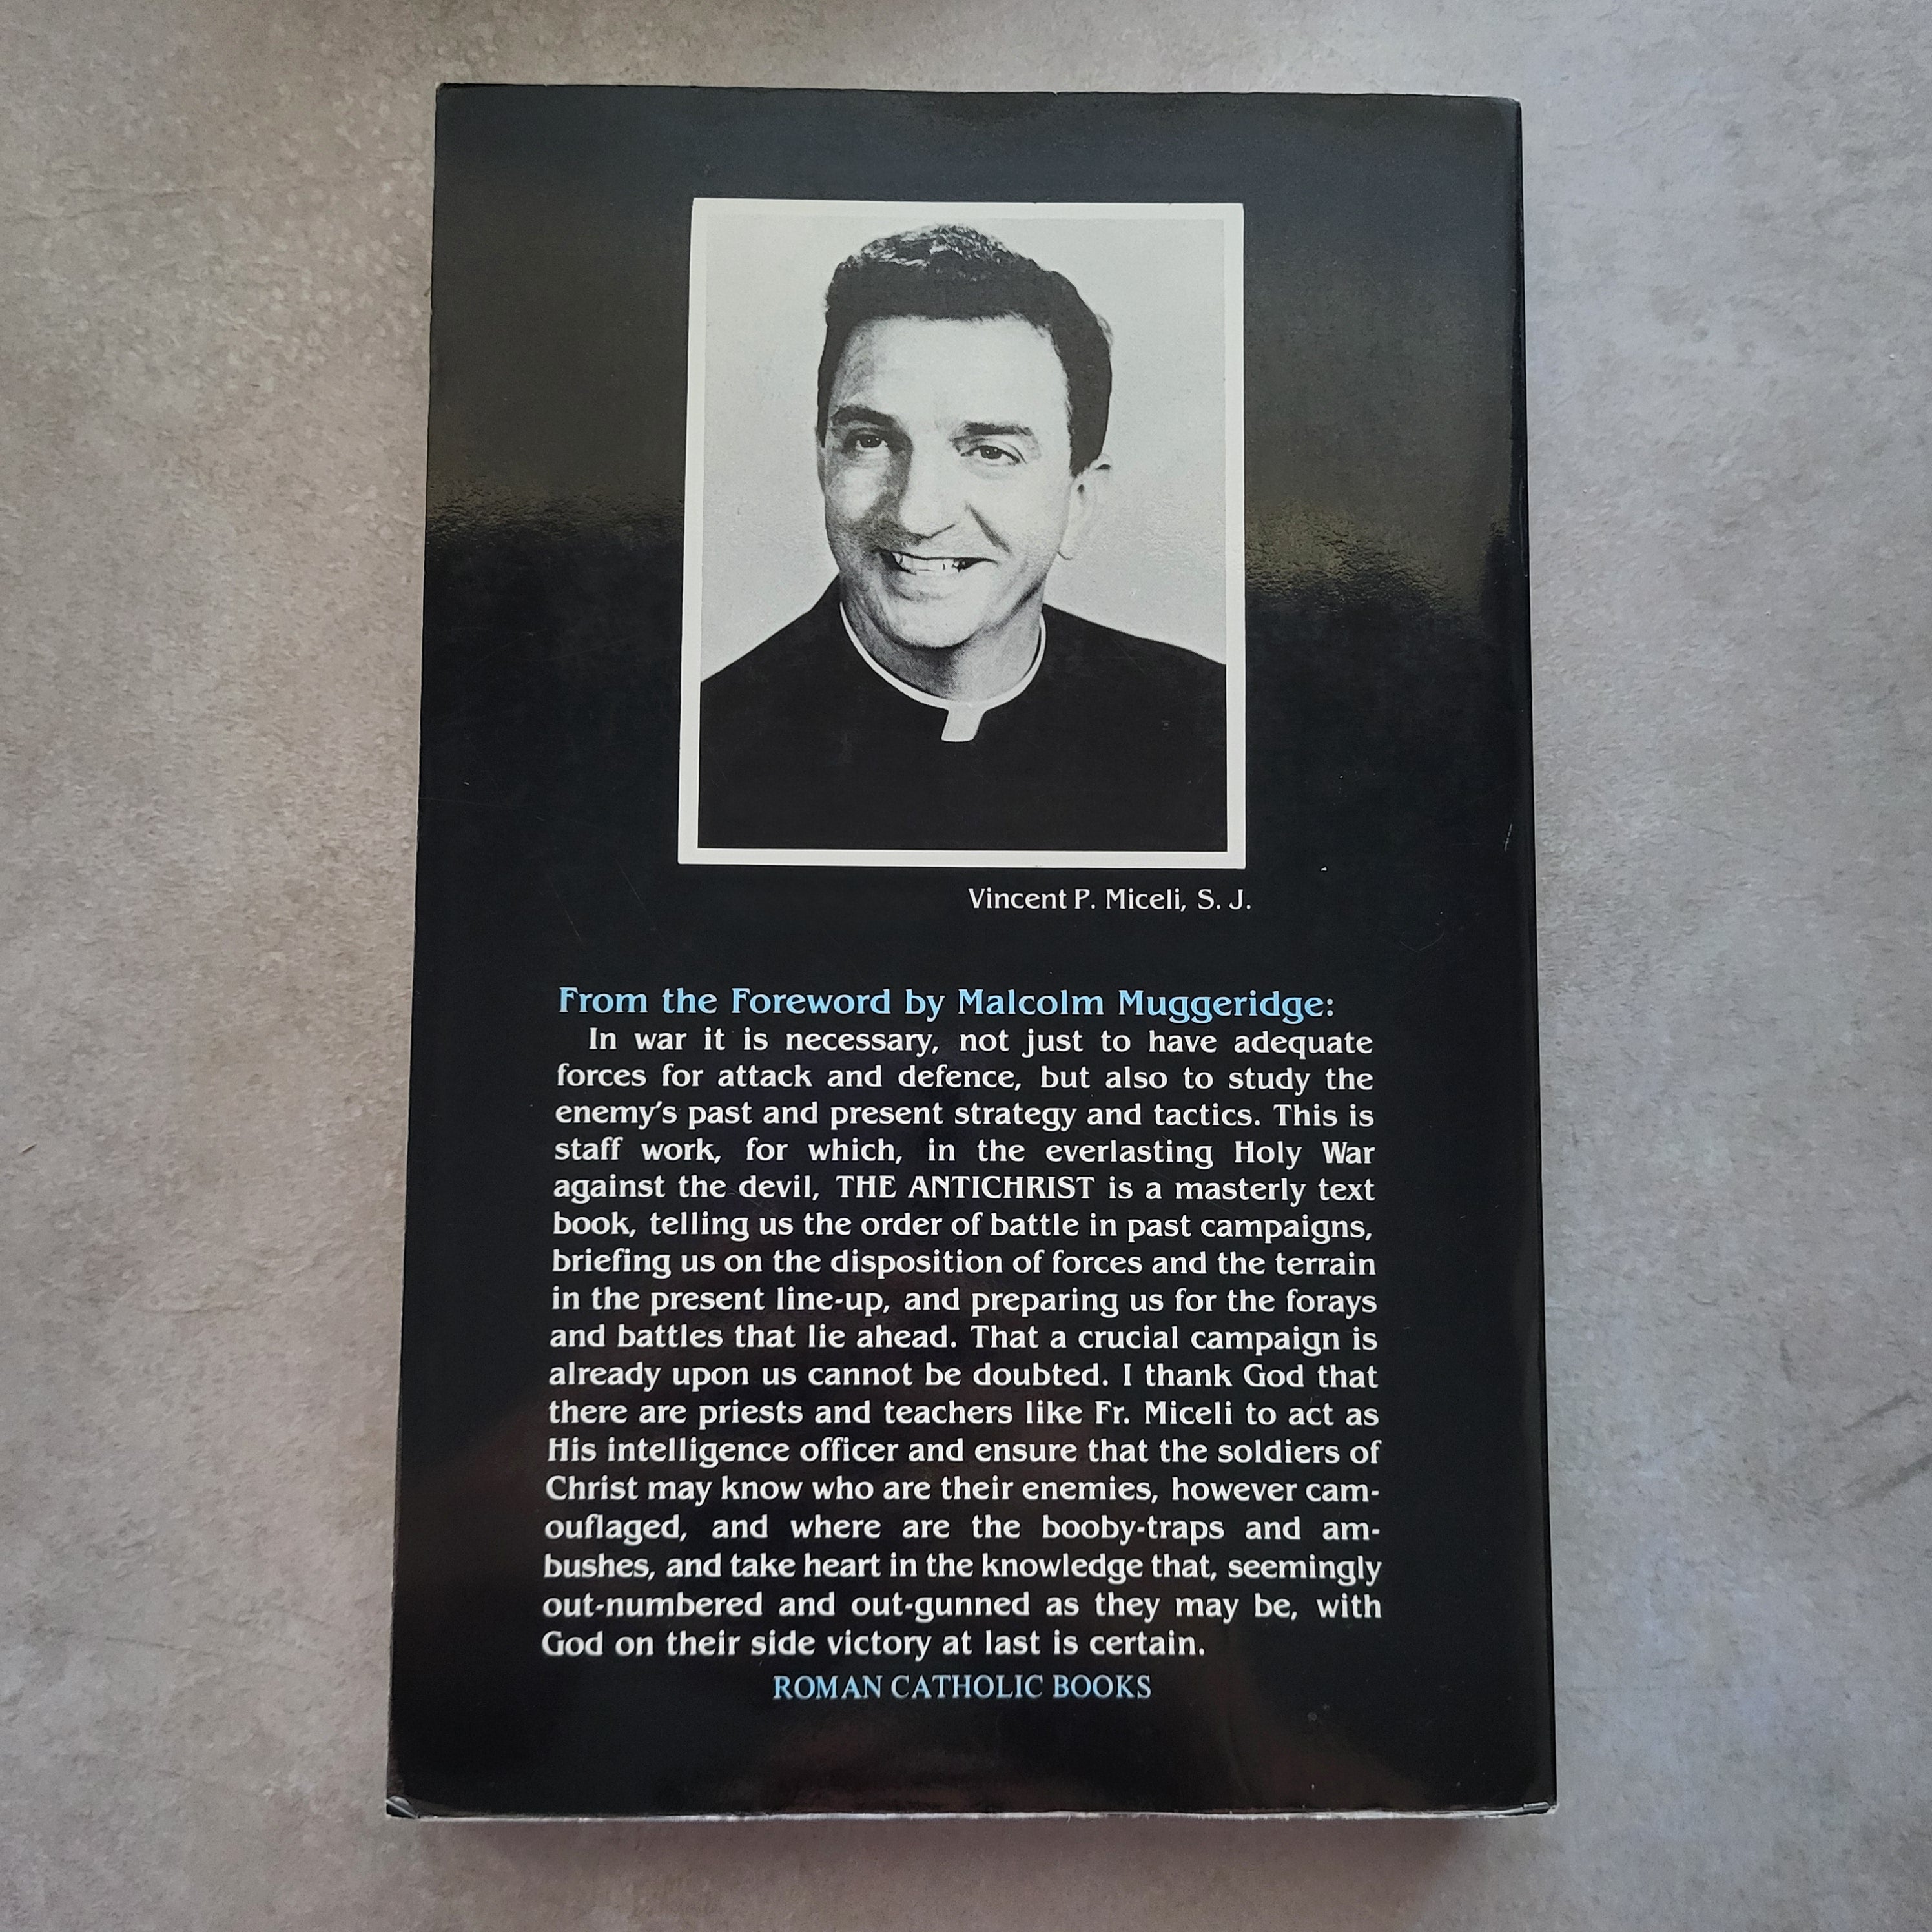 Vincent P. Miceli, S. J.
From the Foreword by Malcolm Muggeridge:
In war it is necessary, not just to have adequate
forces for attack and defence, but also to study the
enemy's past and present strategy and tactics. This is
staff work, for which, in the everlasting Holy War
against the devil, THE ANTICHRIST is a masterly text
book, telling us the order of battle in past campaigns,
briefing us on the disposition of forces and the terrain
in the present line-up, and preparing us for the forays
and battles that lie ahead. That a crucial campaign is
already upon us cannot be doubted. I thank God that
there are priests and teachers like Fr. Miceli to act as
His intelligence officer and ensure that the soldiers of
Christ may know who are their enemies, however cam-
ouflaged, and where are the booby-traps and am-
bushes, and take heart in the knowledge that, seemingly
out-numbered and out-gunned as they may be, with
God on their side victory at last is certain.
ROMAN CATHOLIC BOOKS